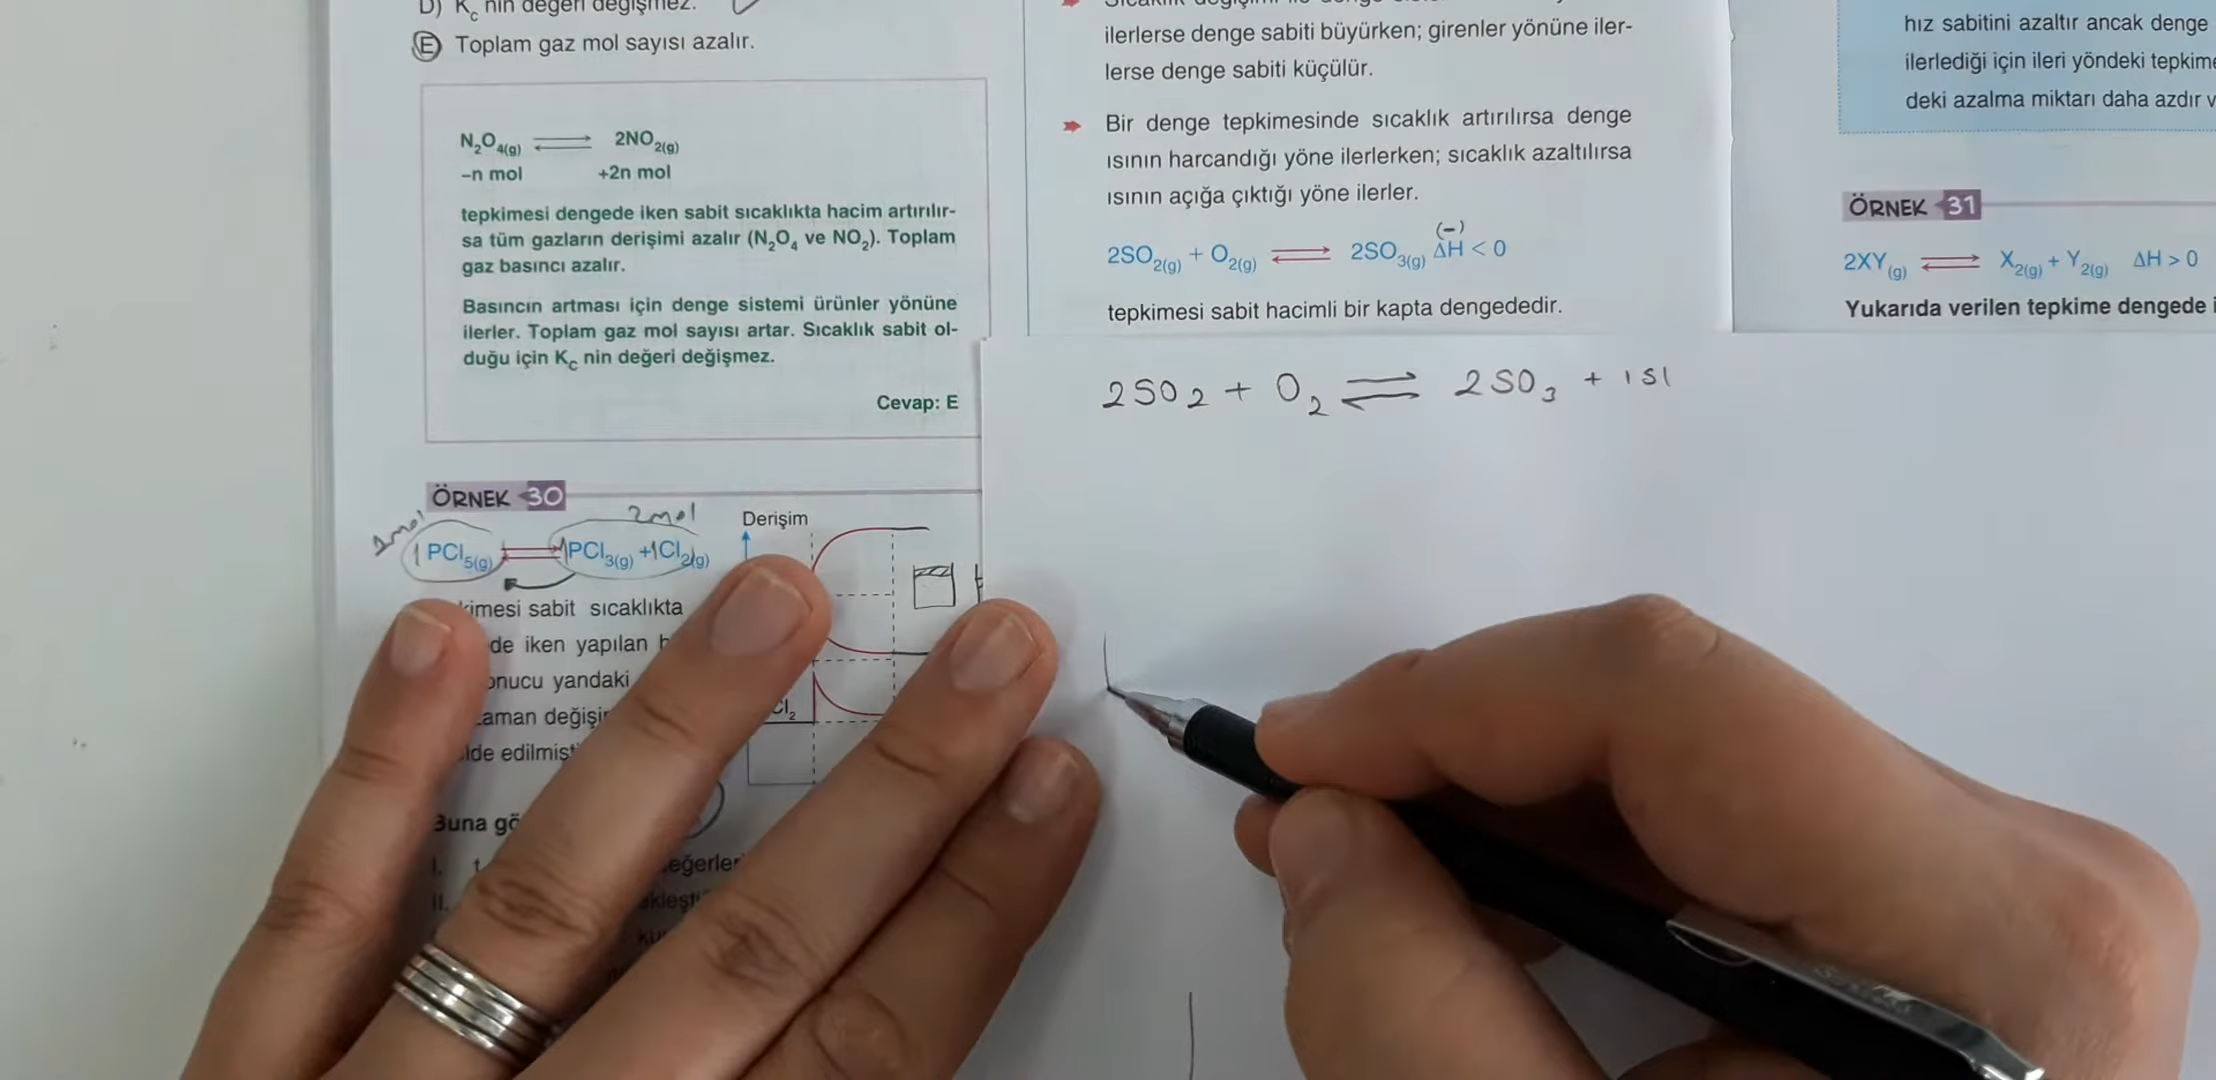 D) Kc nin değeri değişmez.
E) Toplam gaz mol sayısı azalır.
N2O4(g) ⇌ 2NO2(g)
–n mol +2n mol
tepkimesi dengede iken sabit sıcaklıkta hacim artırılır-
sa tüm gazların derişimi azalır (N2O4 ve NO2). Toplam
gaz basıncı azalır.
Basıncın artması için denge sistemi ürünler yönüne
ilerler. Toplam gaz mol sayısı artar. Sıcaklık sabit ol-
duğu için Kc nin değeri değişmez.
Cevap: E
ÖRNEK 30
2mol
1 PCl5(g) ⇌ 1PCl3(g) +1Cl2(g)
Derişim
kimesi sabit sıcaklıkta
de iken yapılan
onucu yandaki
zaman
lde
Cl2
Buna
I.
II.
ilerlerse denge sabiti büyürken; girenler yönüne iler-
lerse denge sabiti küçülür.
Bir denge tepkimesinde sıcaklık artırılırsa denge
ısının harcandığı yöne ilerlerken; sıcaklık azaltılırsa
ısının açığa çıktığı yöne ilerler.
(-)
2SO2(g) + O2(g) ⇌ 2SO3(g) ΔH < 0
tepkimesi sabit hacimli bir kapta dengededir.
2SO2 + O2 ⇌ 2SO3 + ısı
hız sabitini azaltır ancak denge
ilerlediği için ileri yöndeki tepkime
deki azalma miktarı daha azdır v
ÖRNEK 31
2XY(g) ⇌ X2(g) + Y2(g) ΔH > 0
Yukarıda verilen tepkime dengede i